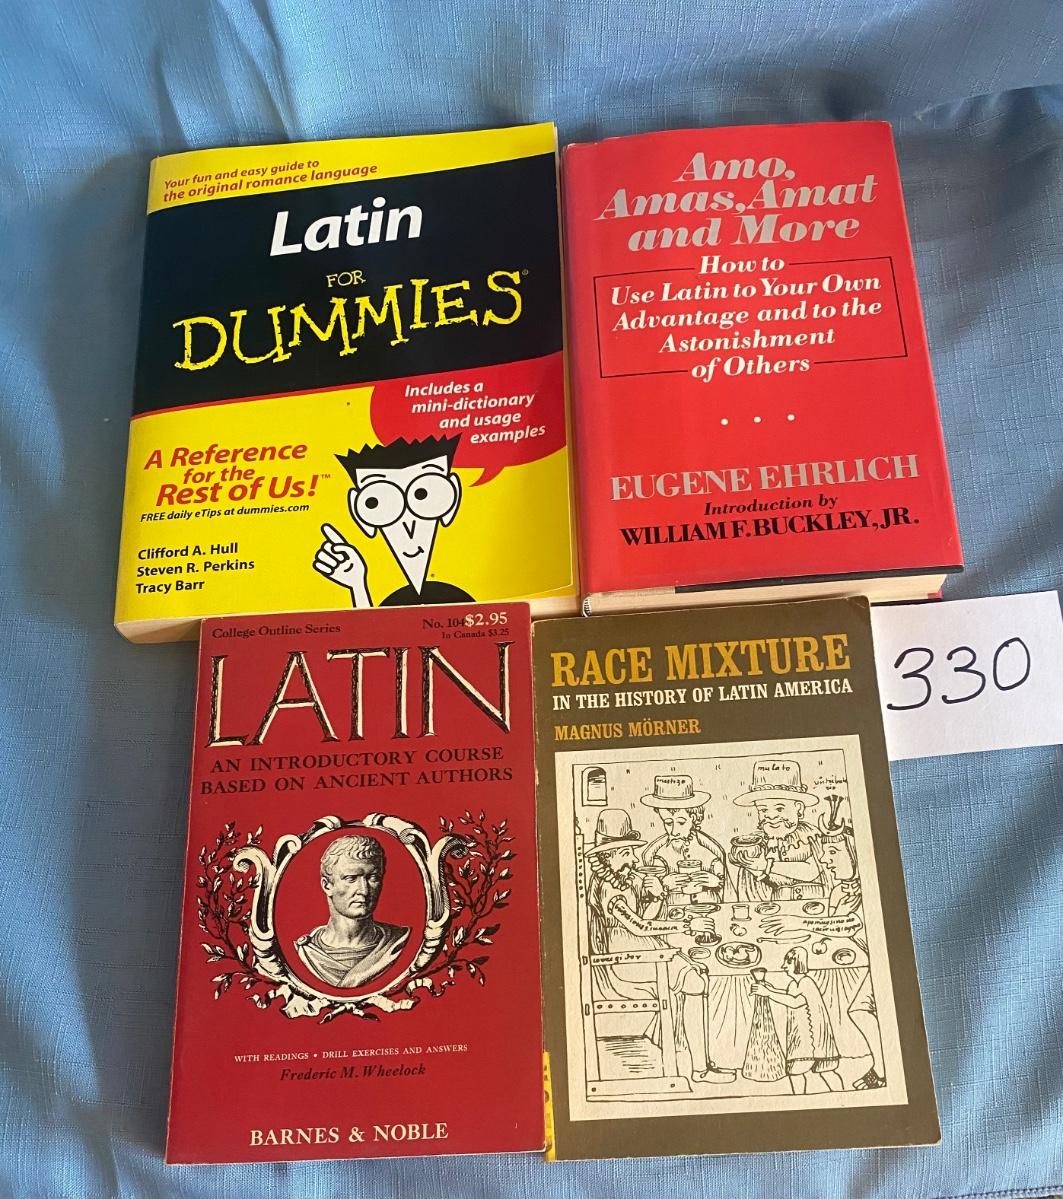 Your fun and easy guide to
the original romance language
Latin
FOR
DUMMIES®
Includes a
mini-dictionary
and usage
examples
A Reference
for the
Rest of Us!™
FREE daily eTips at dummies.com
Clifford A. Hull
Steven R. Perkins
Tracy Barr
Amo,
Amas, Amat
and More
How to
Use Latin to Your Own
Advantage and to the
Astonishment
of Others
. . .
EUGENE EHRLICH
Introduction by
WILLIAM F. BUCKLEY, JR.
College Outline Series
No. 104 $2.95
In Canada $3.25
LATIN
AN INTRODUCTORY COURSE
BASED ON ANCIENT AUTHORS
WITH READINGS • DRILL EXERCISES AND ANSWERS
Frederic M. Wheelock
BARNES & NOBLE
RACE MIXTURE
IN THE HISTORY OF LATIN AMERICA
MAGNUS MÖRNER
mestizo
mulato
330